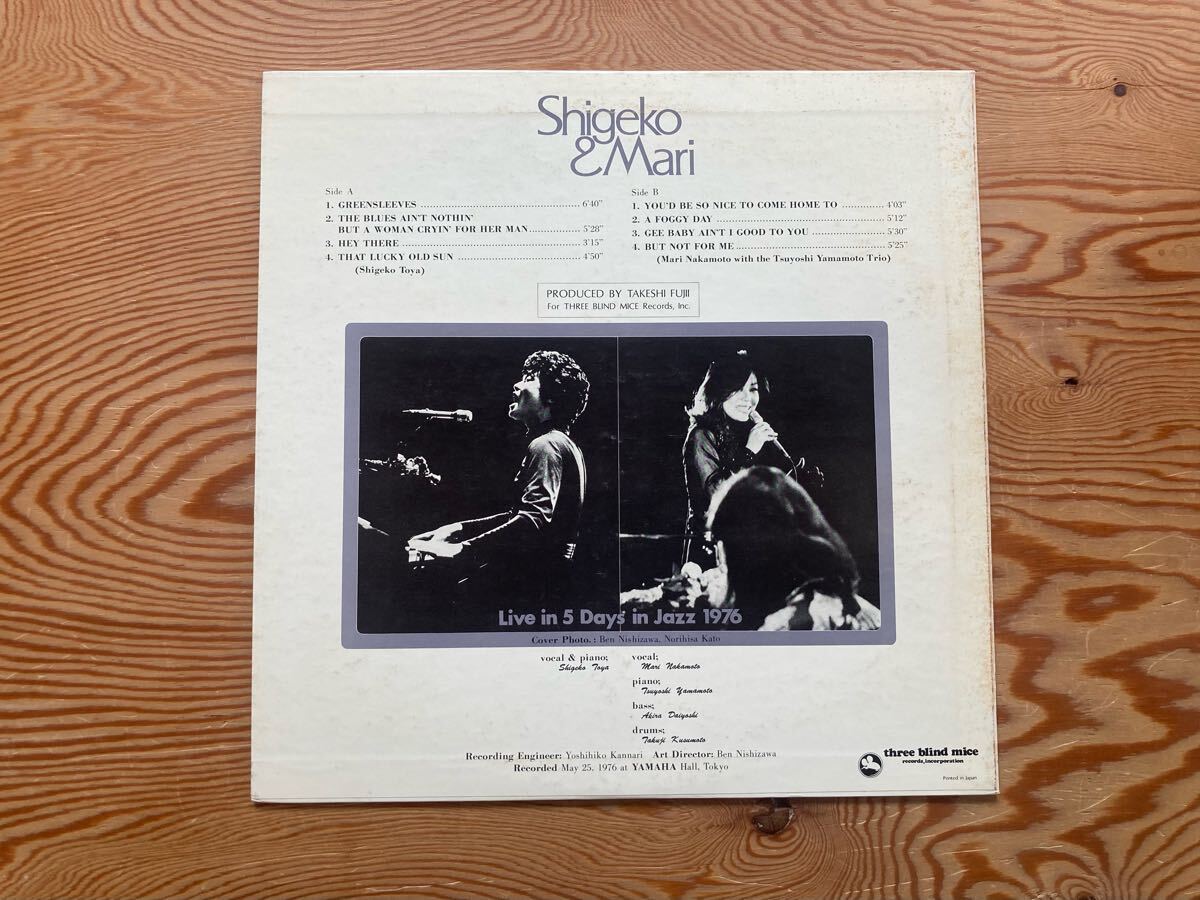 Shigeko
&Mari
Side A
1. GREENSLEEVES ........................................ 6'40"
2. THE BLUES AIN'T NOTHIN'
BUT A WOMAN CRYIN' FOR HER MAN............. 5'28"
3. HEY THERE ............................................. 3'15"
4. THAT LUCKY OLD SUN .............................. 4'50"
(Shigeko Toya)
Side B
1. YOU'D BE SO NICE TO COME HOME TO ........... 4'03"
2. A FOGGY DAY .......................................... 5'12"
3. GEE BABY AIN'T I GOOD TO YOU .................. 5'30"
4. BUT NOT FOR ME...................................... 5'25"
(Mari Nakamoto with the Tsuyoshi Yamamoto Trio)
PRODUCED BY TAKESHI FUJII
For THREE BLIND MICE Records, Inc.
Live in 5 Days in Jazz 1976
Cover Photo. : Ben Nishizawa, Norihisa Kato
vocal & piano;
Shigeko Toya
vocal;
Mari Nakamoto
piano;
Tsuyoshi Yamamoto
bass;
Akira Daiyoshi
drums;
Takuji Kusumoto
Recording Engineer: Yoshihiko Kannari Art Director: Ben Nishizawa
Recorded May 25, 1976 at YAMAHA Hall, Tokyo
three blind mice
records, incorporation
Printed in Japan